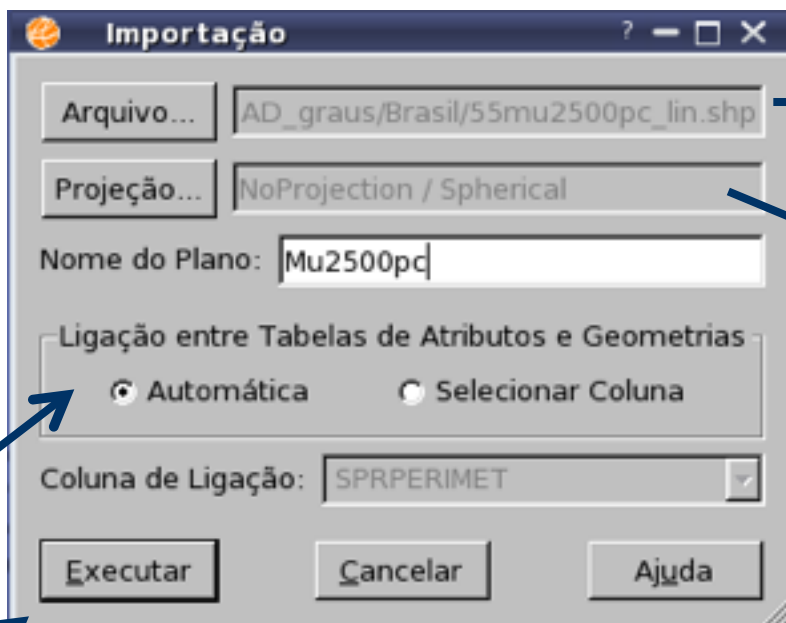 Importação
Arquivo... AD_graus/Brasil/55mu2500pc_lin.shp
Projeção... NoProjection / Spherical
Nome do Plano: Mu2500pc
Ligação entre Tabelas de Atributos e Geometrias
Automática Selecionar Coluna
Coluna de Ligação: SPRPERIMET
Executar Cancelar Ajuda